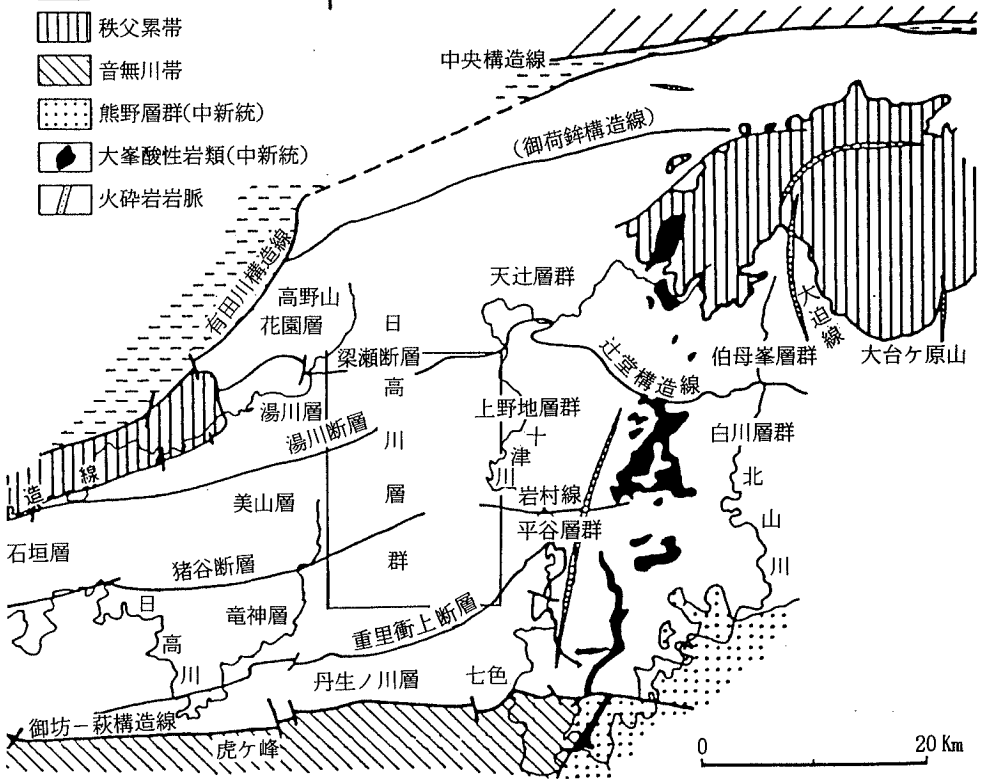 秩父累帯
音無川帯
熊野層群(中新統)
大峯酸性岩類(中新統)
火砕岩岩脈
中央構造線
(御荷鉾構造線)
有田川構造線
高野山
花園層
天辻層群
日高川層群
梁瀬断層
辻堂構造線
大迫線
伯母峯層群
大台ケ原山
湯川層
湯川断層
上野地層群
十津川
白川層群
北山川
造線
美山層
岩村線
平谷層群
石垣層
猪谷断層
日高川
竜神層
重里衝上断層
丹生ノ川層
七色
御坊－萩構造線
虎ケ峰
0
20 Km